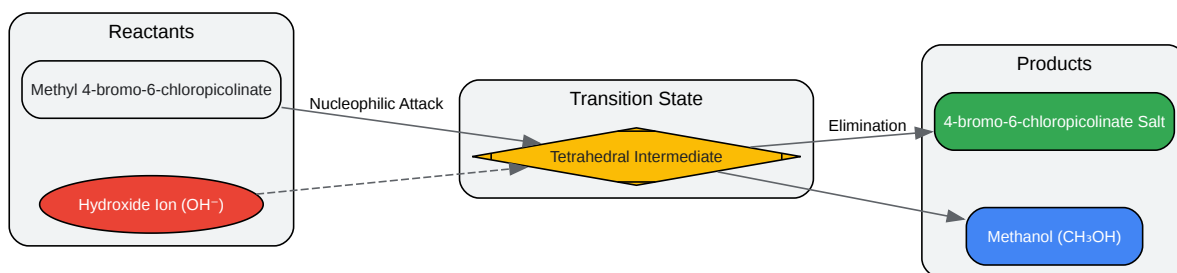 Reactants
Methyl 4-bromo-6-chloropicolinate
Nucleophilic Attack
Hydroxide Ion (OH⁻)
Transition State
Tetrahedral Intermediate
Elimination
Products
4-bromo-6-chloropicolinate Salt
Methanol (CH₃OH)